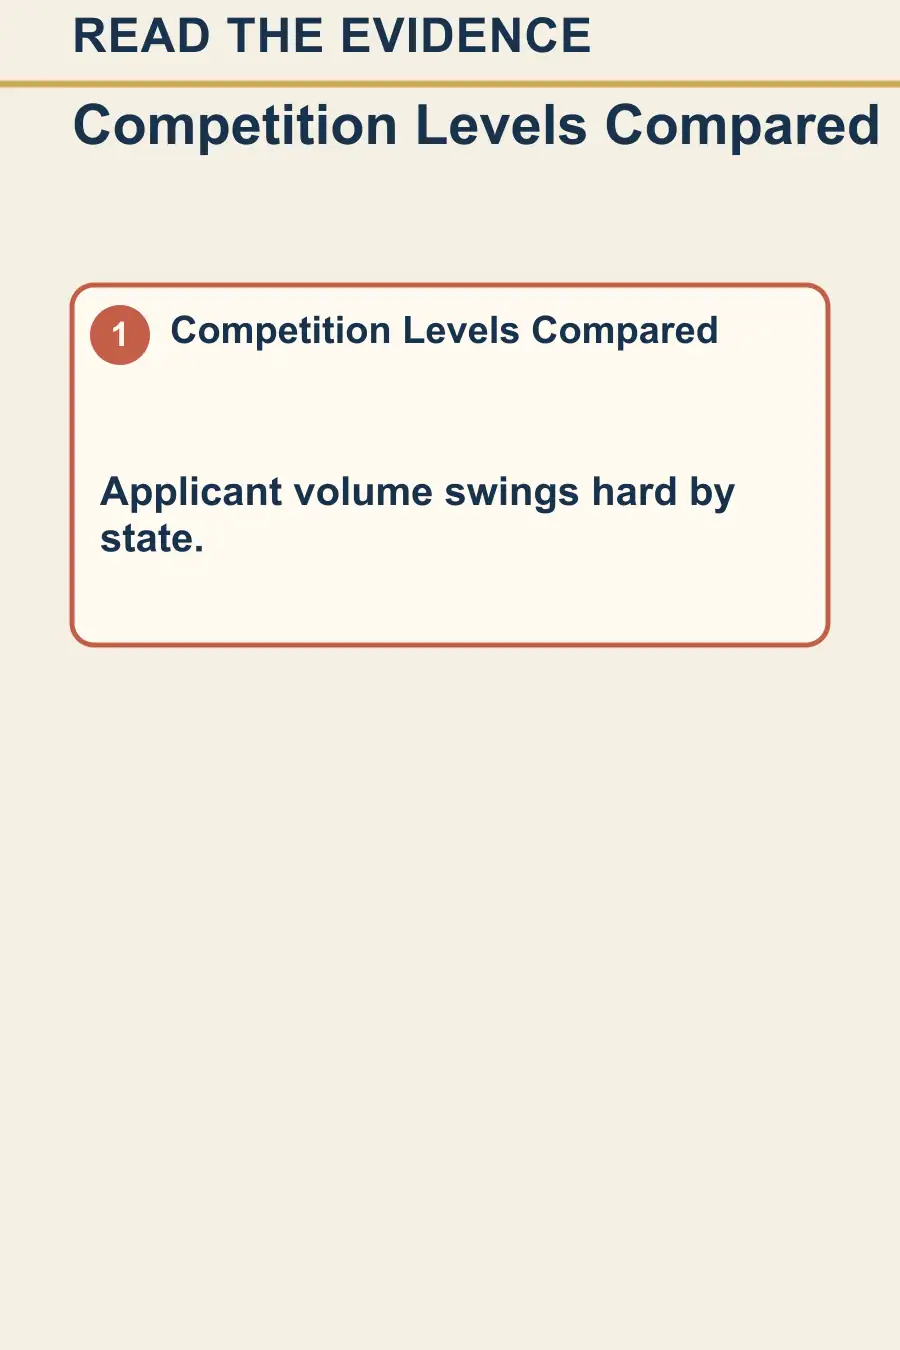 READ THE EVIDENCE
Competition Levels Compared
1 Competition Levels Compared
Applicant volume swings hard by
state.